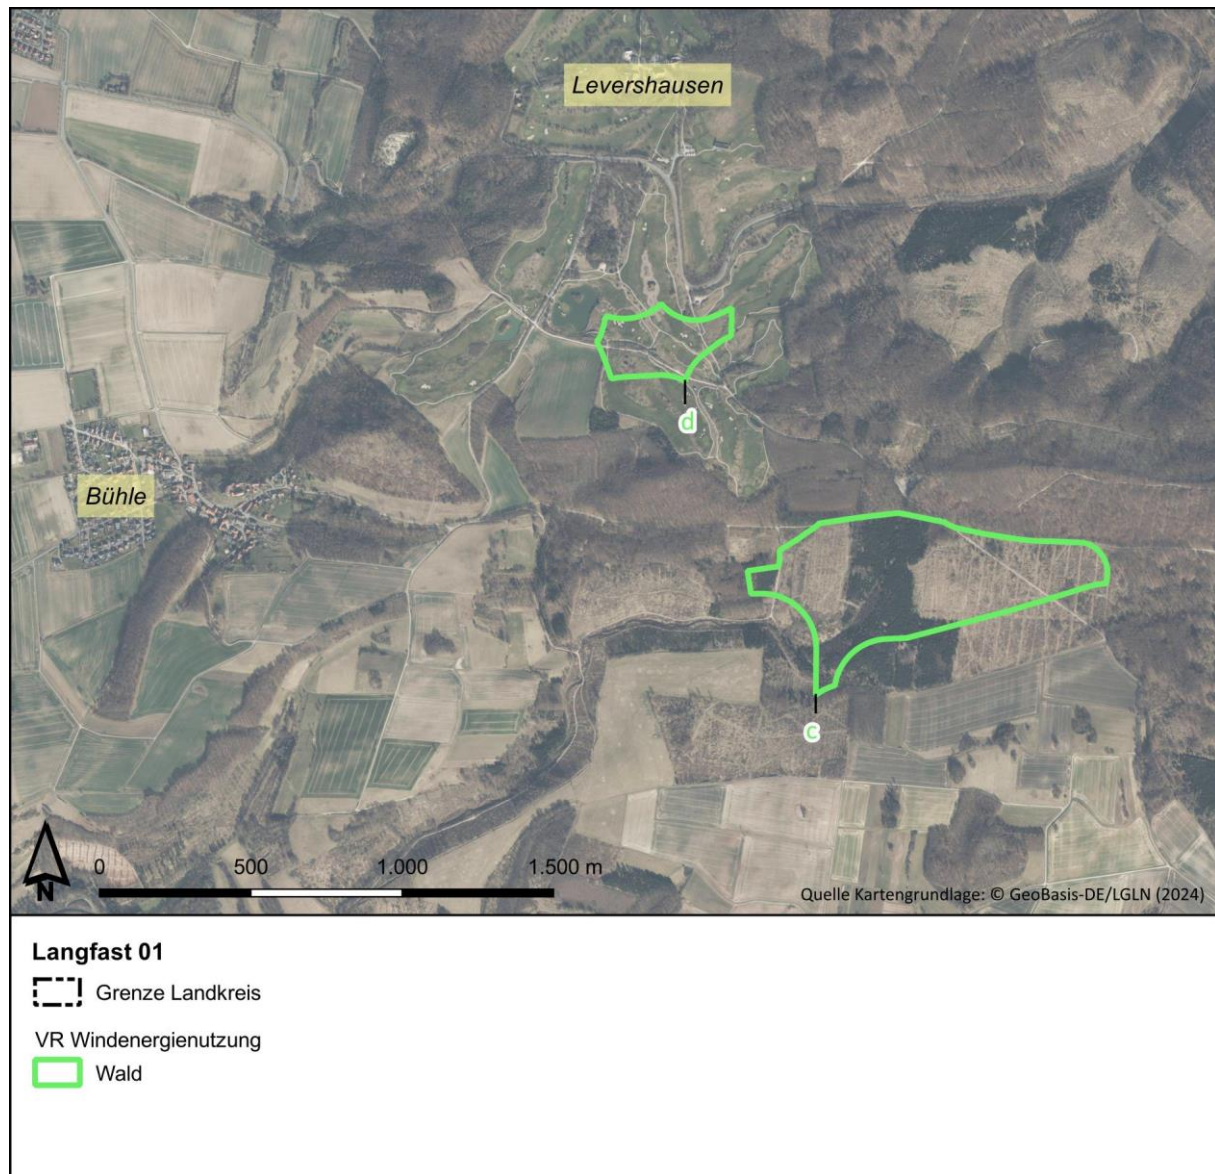 Levershausen
d
Bühle
c
N
0 500 1.000 1.500 m
Quelle Kartengrundlage: © GeoBasis-DE/LGLN (2024)
Langfast 01
Grenze Landkreis
VR Windenergienutzung
Wald